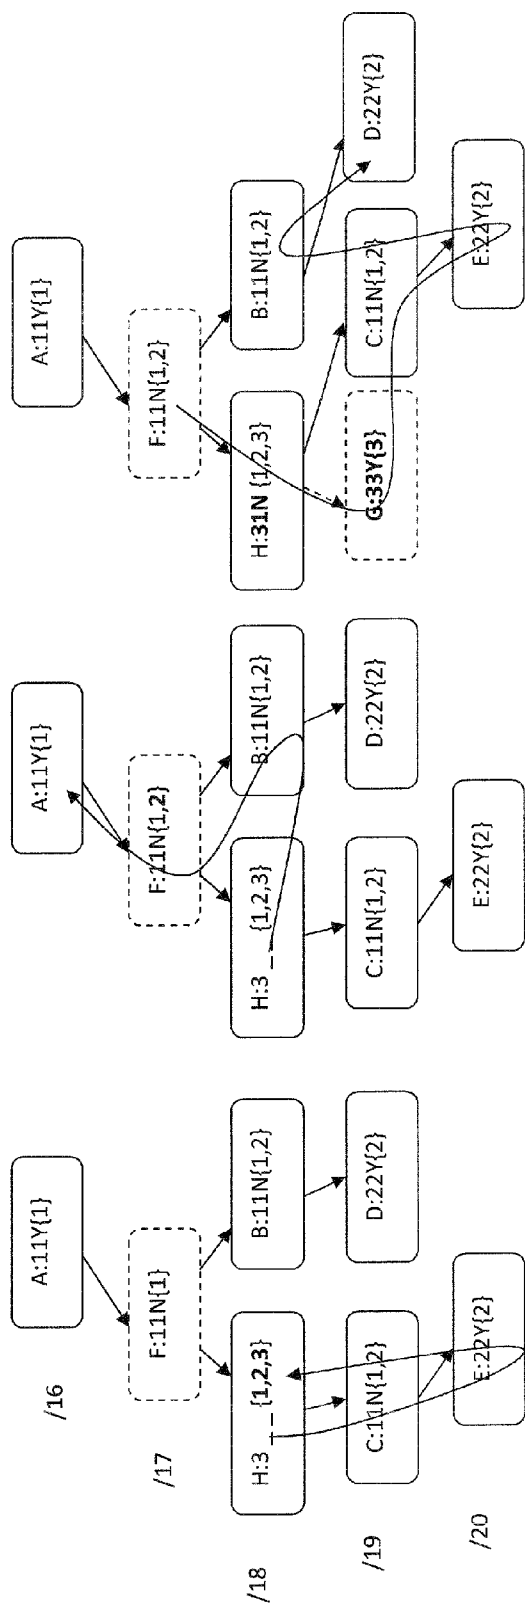 /16
A:11Y{1}
/17
F:11N{1}
/18
H:3_ _{1,2,3}
B:11N{1,2}
/19
C:11N{1,2}
D:22Y{2}
/20
E:22Y{2}
A:11Y{1}
F:11N{1,2}
H:3_ _ {1,2,3}
B:11N{1,2}
C:11N{1,2}
D:22Y{2}
E:22Y{2}
A:11Y{1}
F:11N{1,2}
H:31N {1,2,3}
B:11N{1,2}
G:33Y{3}
C:11N{1,2}
D:22Y{2}
E:22Y{2}